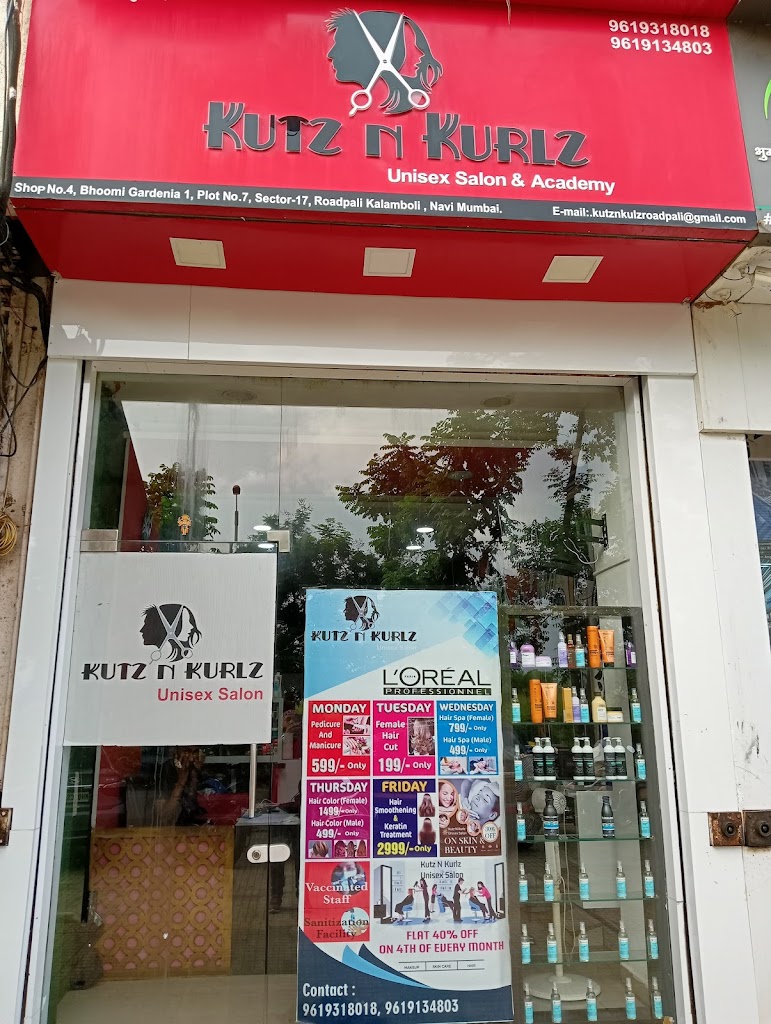 9619318018
9619134803
KUTZ N KURLZ
Unisex Salon & Academy
Shop No.4, Bhoomi Gardenia 1, Plot No.7, Sector-17, Roadpali Kalamboli , Navi Mumbai.
E-mail:.kutznkulzroadpali@gmail.com
KUTZ N KURLZ
Unisex Salon
KUTZ N KURLZ
L'ORÉAL
PROFESSIONNEL
MONDAY
Pedicure
And
Manicure
599/- Only
TUESDAY
Female
Hair
Cut
199/- Only
WEDNESDAY
Hair Spa (Female)
799/- Only
Hair Spa (Male)
499/- Only
THURSDAY
Hair Color (Female)
1499/- Only
Hair Color (Male)
499/- Only
FRIDAY
Hair
Smoothening
&
Keratin
Treatment
2999/- Only
ON SKIN &
BEAUTY
Vaccinated
Staff
Sanitization
Facility
Kutz N Kurlz
Unisex Salon
FLAT 40% OFF
ON 4TH OF EVERY MONTH
MAKEUP
HAIR CARE
Contact :
9619318018, 9619134803